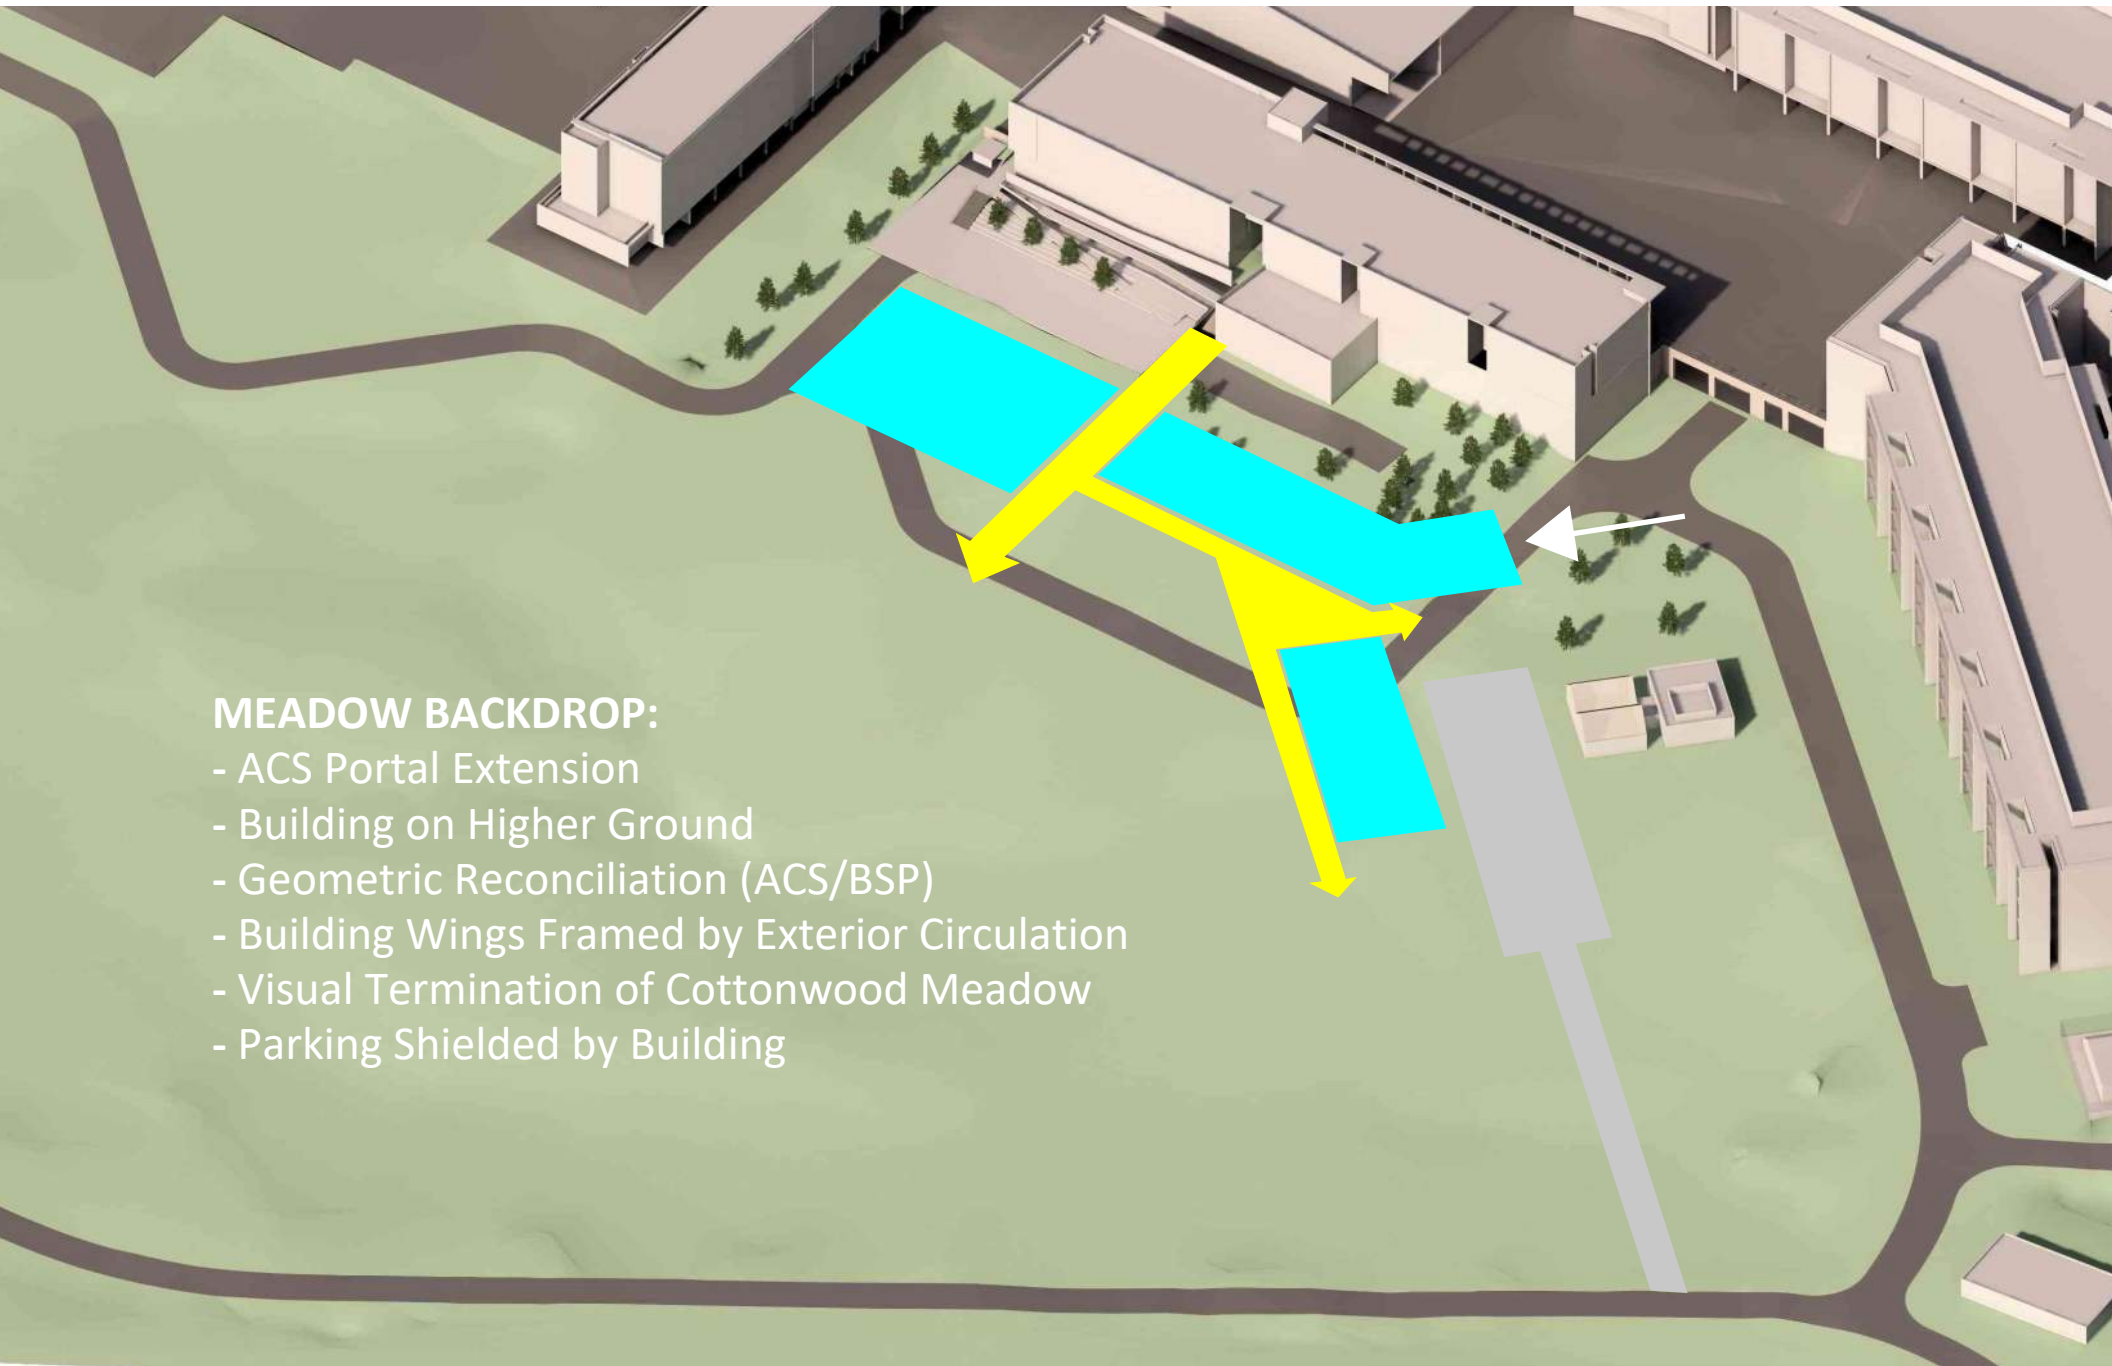 MEADOW BACKDROP:
- ACS Portal Extension
- Building on Higher Ground
- Geometric Reconciliation (ACS/BSP)
- Building Wings Framed by Exterior Circulation
- Visual Termination of Cottonwood Meadow
- Parking Shielded by Building